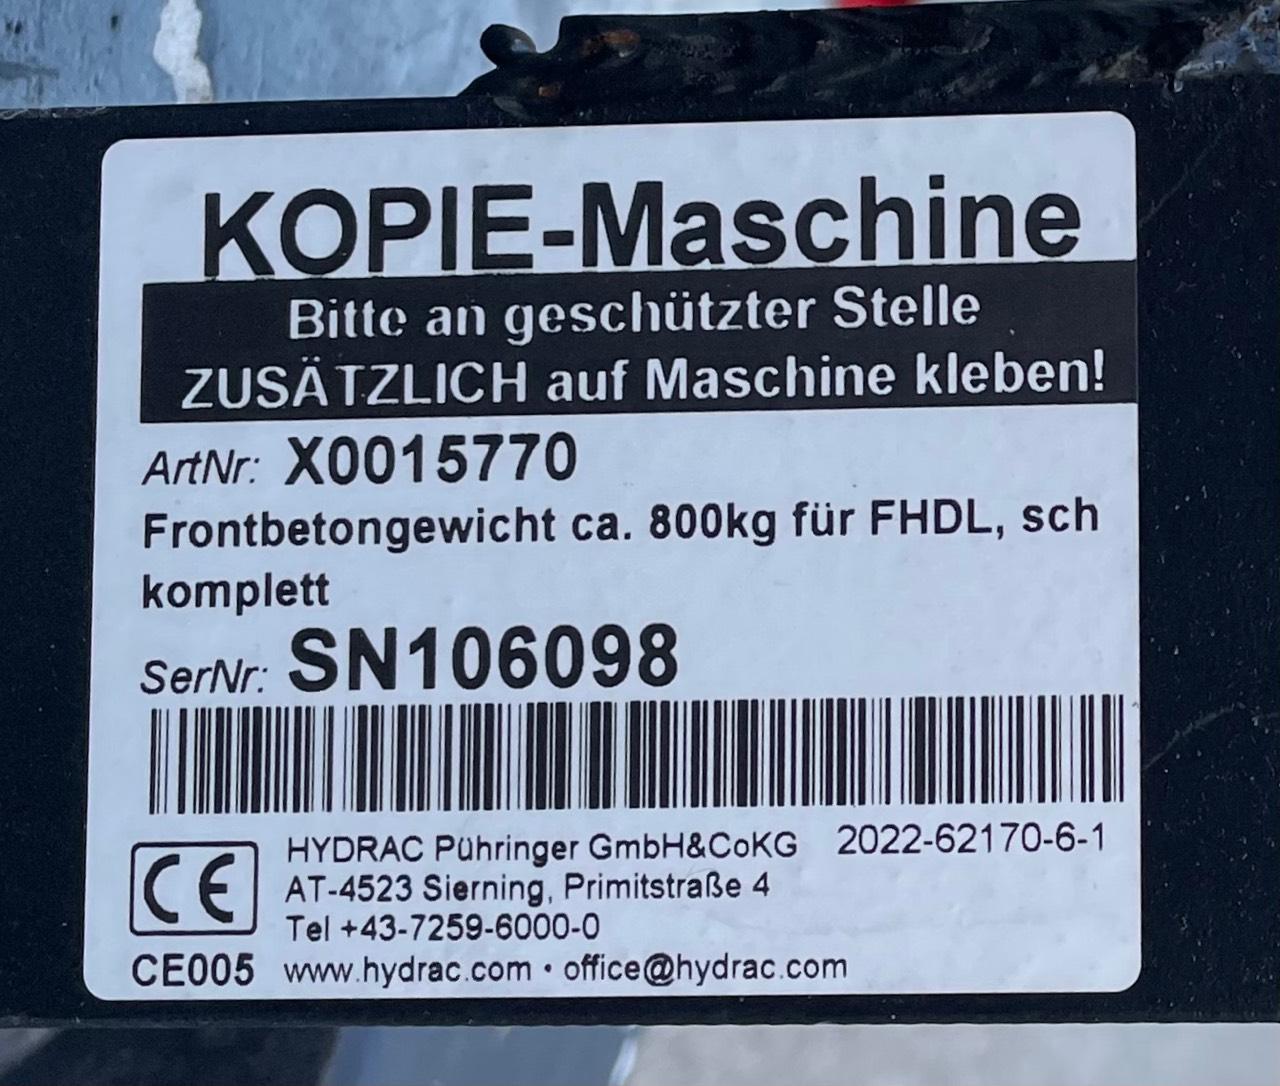 KOPIE-Maschine
Bitte an geschützter Stelle
ZUSÄTZLICH auf Maschine kleben!
ArtNr: X0015770
Frontbetongewicht ca. 800kg für FHDL, sch
komplett
SerNr: SN106098
CE
HYDRAC Pühringer GmbH&CoKG 2022-62170-6-1
AT-4523 Sierning, Primitstraße 4
Tel +43-7259-6000-0
CE005 www.hydrac.com • office@hydrac.com